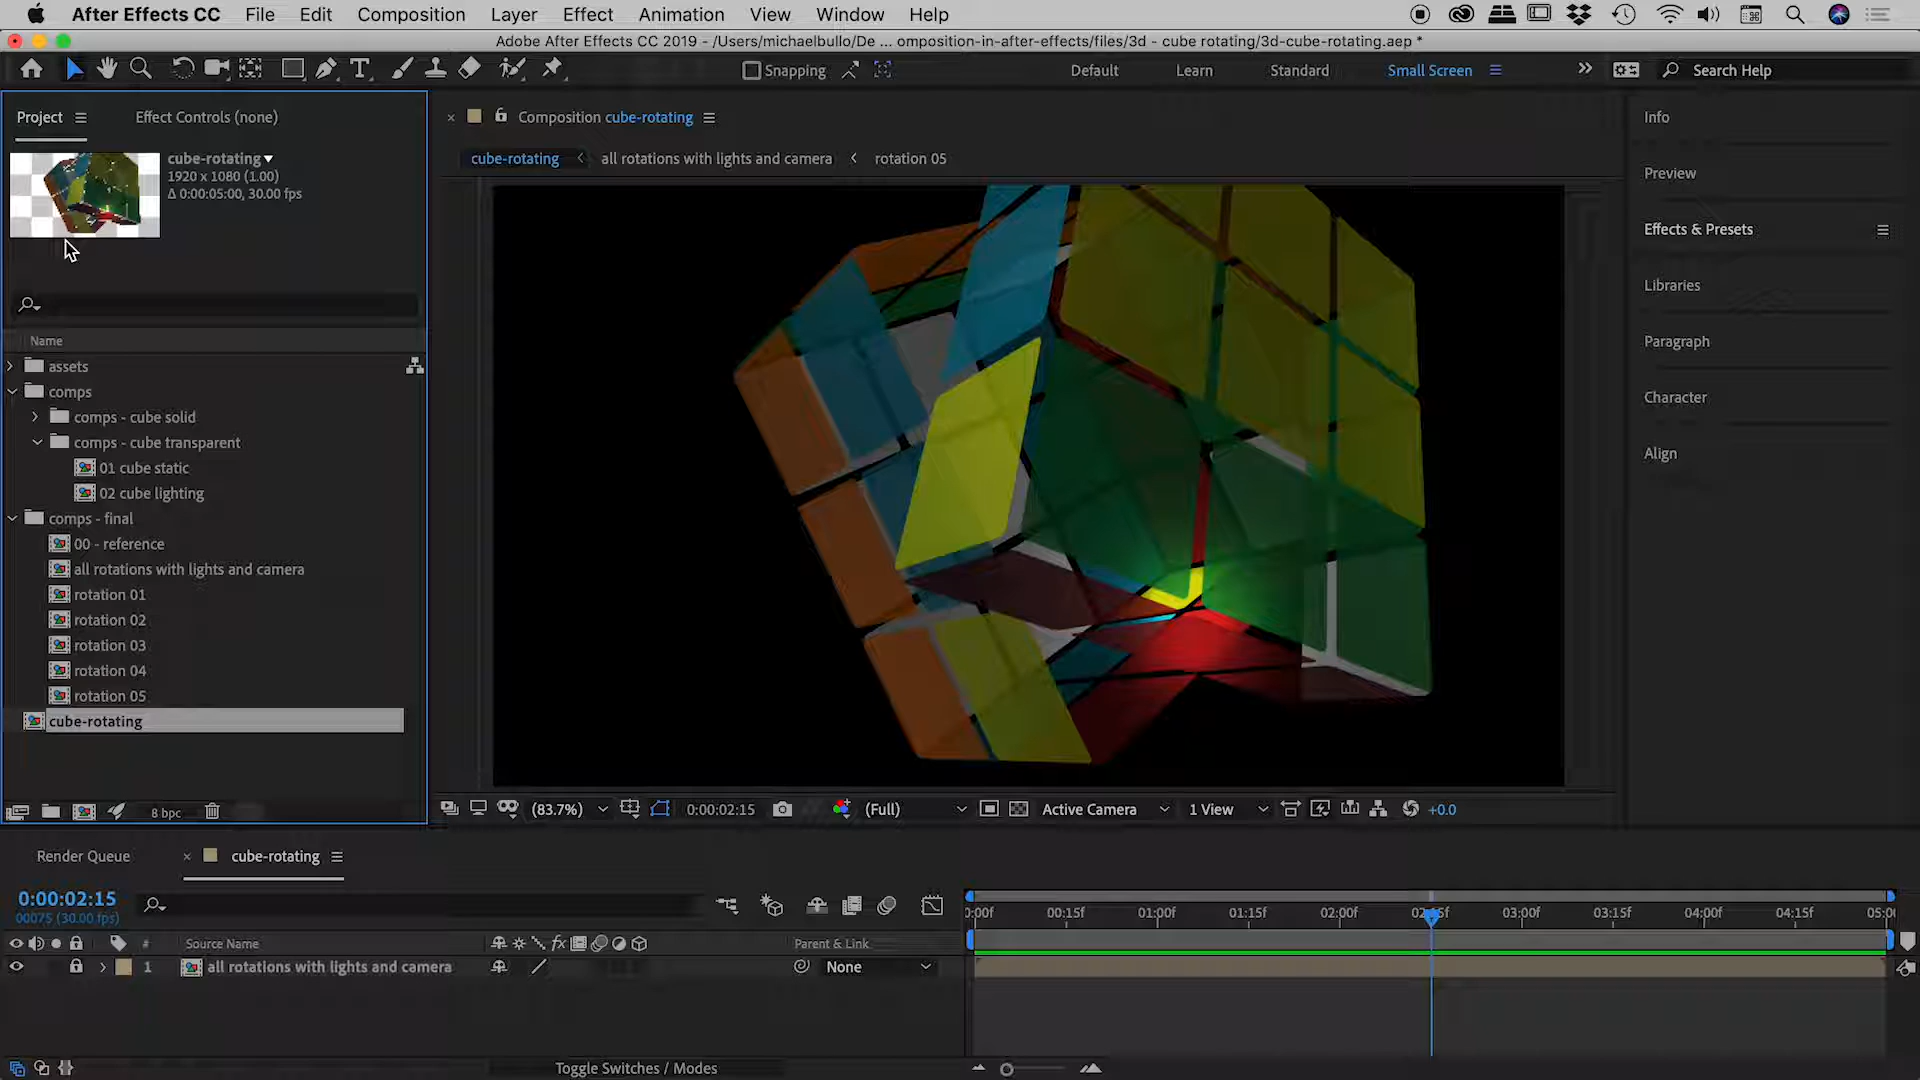 After Effects CC File Edit Composition Layer Effect Animation View Window Help
Adobe After Effects CC 2019 - /Users/michaelbullo/De ... omposition-in-after-effects/files/3d - cube rotating/3d-cube-rotating.aep *
Snapping Default Learn Standard Small Screen Search Help
Project Effect Controls (none)
Composition cube-rotating
Info
cube-rotating
1920 x 1080 (1.00)
Δ 0:00:05:00, 30.00 fps
cube-rotating all rotations with lights and camera rotation 05
Preview
Effects & Presets
Libraries
Paragraph
Character
Align
Name
assets
comps
comps - cube solid
comps - cube transparent
01 cube static
02 cube lighting
comps - final
00 - reference
all rotations with lights and camera
rotation 01
rotation 02
rotation 03
rotation 04
rotation 05
cube-rotating
8 bpc
(83.7%) 0:00:02:15 (Full) Active Camera 1 View +0.0
Render Queue cube-rotating
0:00:02:15
00075 (30.00 fps)
0:00f 00:15f 01:00f 01:15f 02:00f 03:00f 03:15f 04:00f 04:15f 05:0
# Source Name fx Parent & Link
1 all rotations with lights and camera None
Toggle Switches / Modes